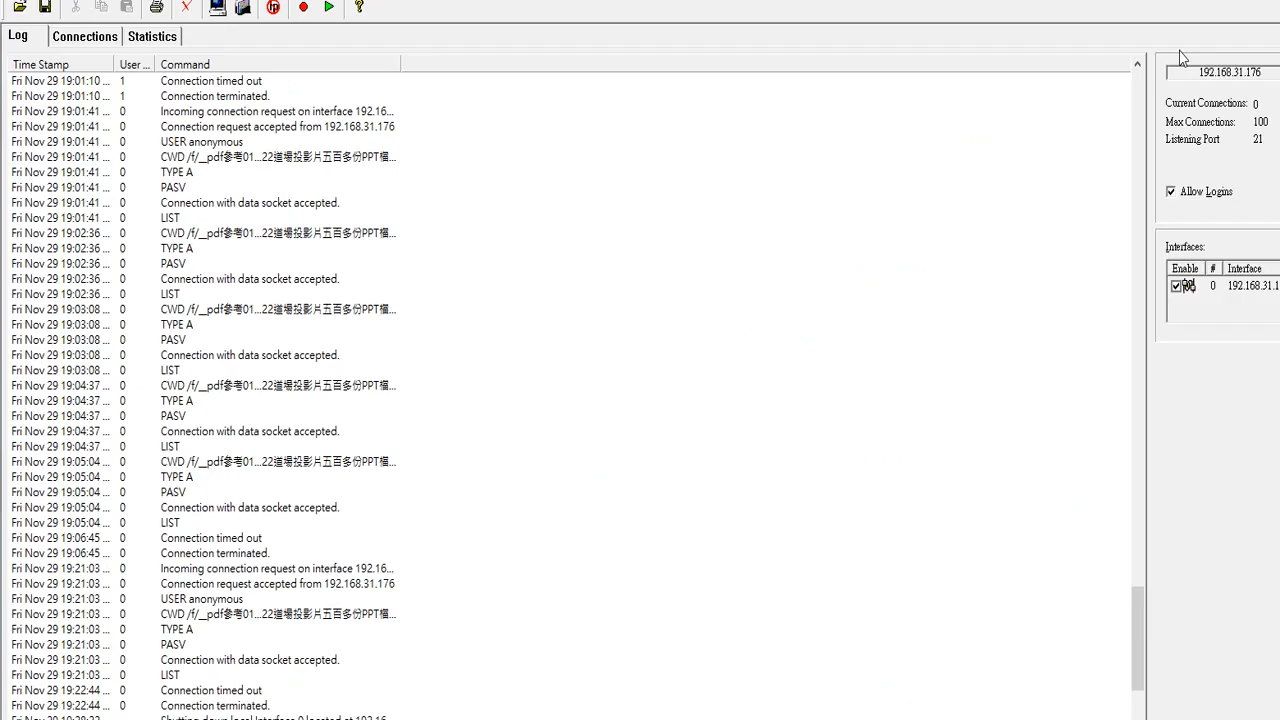 Log Connections Statistics
Time Stamp User ... Command
Fri Nov 29 19:01:10 ... 1 Connection timed out
Fri Nov 29 19:01:10 ... 1 Connection terminated.
Fri Nov 29 19:01:41 ... 0 Incoming connection request on interface 192.16...
Fri Nov 29 19:01:41 ... 0 Connection request accepted from 192.168.31.176
Fri Nov 29 19:01:41 ... 0 USER anonymous
Fri Nov 29 19:01:41 ... 0 CWD /f/__pdf參考01...22道場投影片五百多份PPT檔...
Fri Nov 29 19:01:41 ... 0 TYPE A
Fri Nov 29 19:01:41 ... 0 PASV
Fri Nov 29 19:01:41 ... 0 Connection with data socket accepted.
Fri Nov 29 19:01:41 ... 0 LIST
Fri Nov 29 19:02:36 ... 0 CWD /f/__pdf參考01...22道場投影片五百多份PPT檔...
Fri Nov 29 19:02:36 ... 0 TYPE A
Fri Nov 29 19:02:36 ... 0 PASV
Fri Nov 29 19:02:36 ... 0 Connection with data socket accepted.
Fri Nov 29 19:02:36 ... 0 LIST
Fri Nov 29 19:03:08 ... 0 CWD /f/__pdf參考01...22道場投影片五百多份PPT檔...
Fri Nov 29 19:03:08 ... 0 TYPE A
Fri Nov 29 19:03:08 ... 0 PASV
Fri Nov 29 19:03:08 ... 0 Connection with data socket accepted.
Fri Nov 29 19:03:08 ... 0 LIST
Fri Nov 29 19:04:37 ... 0 CWD /f/__pdf參考01...22道場投影片五百多份PPT檔...
Fri Nov 29 19:04:37 ... 0 TYPE A
Fri Nov 29 19:04:37 ... 0 PASV
Fri Nov 29 19:04:37 ... 0 Connection with data socket accepted.
Fri Nov 29 19:04:37 ... 0 LIST
Fri Nov 29 19:05:04 ... 0 CWD /f/__pdf參考01...22道場投影片五百多份PPT檔...
Fri Nov 29 19:05:04 ... 0 TYPE A
Fri Nov 29 19:05:04 ... 0 PASV
Fri Nov 29 19:05:04 ... 0 Connection with data socket accepted.
Fri Nov 29 19:05:04 ... 0 LIST
Fri Nov 29 19:06:45 ... 0 Connection timed out
Fri Nov 29 19:06:45 ... 0 Connection terminated.
Fri Nov 29 19:21:03 ... 0 Incoming connection request on interface 192.16...
Fri Nov 29 19:21:03 ... 0 Connection request accepted from 192.168.31.176
Fri Nov 29 19:21:03 ... 0 USER anonymous
Fri Nov 29 19:21:03 ... 0 CWD /f/__pdf參考01...22道場投影片五百多份PPT檔...
Fri Nov 29 19:21:03 ... 0 TYPE A
Fri Nov 29 19:21:03 ... 0 PASV
Fri Nov 29 19:21:03 ... 0 Connection with data socket accepted.
Fri Nov 29 19:21:03 ... 0 LIST
Fri Nov 29 19:22:44 ... 0 Connection timed out
Fri Nov 29 19:22:44 ... 0 Connection terminated.
192.168.31.176
Current Connections: 0
Max Connections: 100
Listening Port 21
Allow Logins
Interfaces:
Enable # Interface
0 192.168.31.1